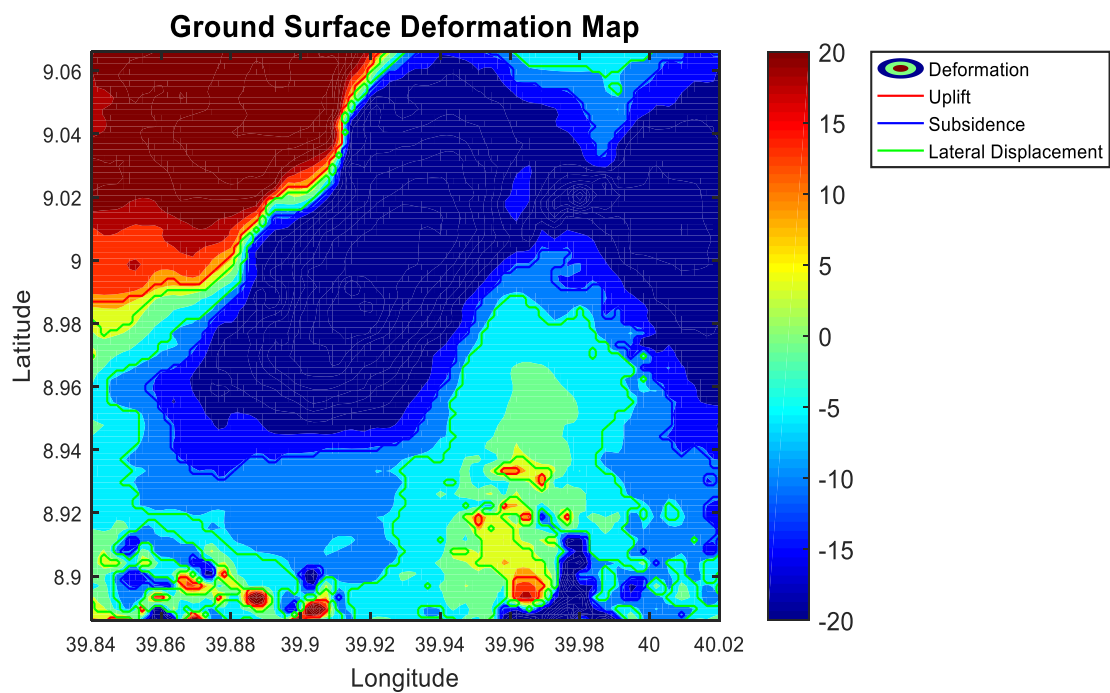 Ground Surface Deformation Map
9.06
9.04
9.02
9
8.98
8.96
8.94
8.92
8.9
Latitude
39.84 39.86 39.88 39.9 39.92 39.94 39.96 39.98 40 40.02
Longitude
20
15
10
5
0
-5
-10
-15
-20
Deformation
Uplift
Subsidence
Lateral Displacement